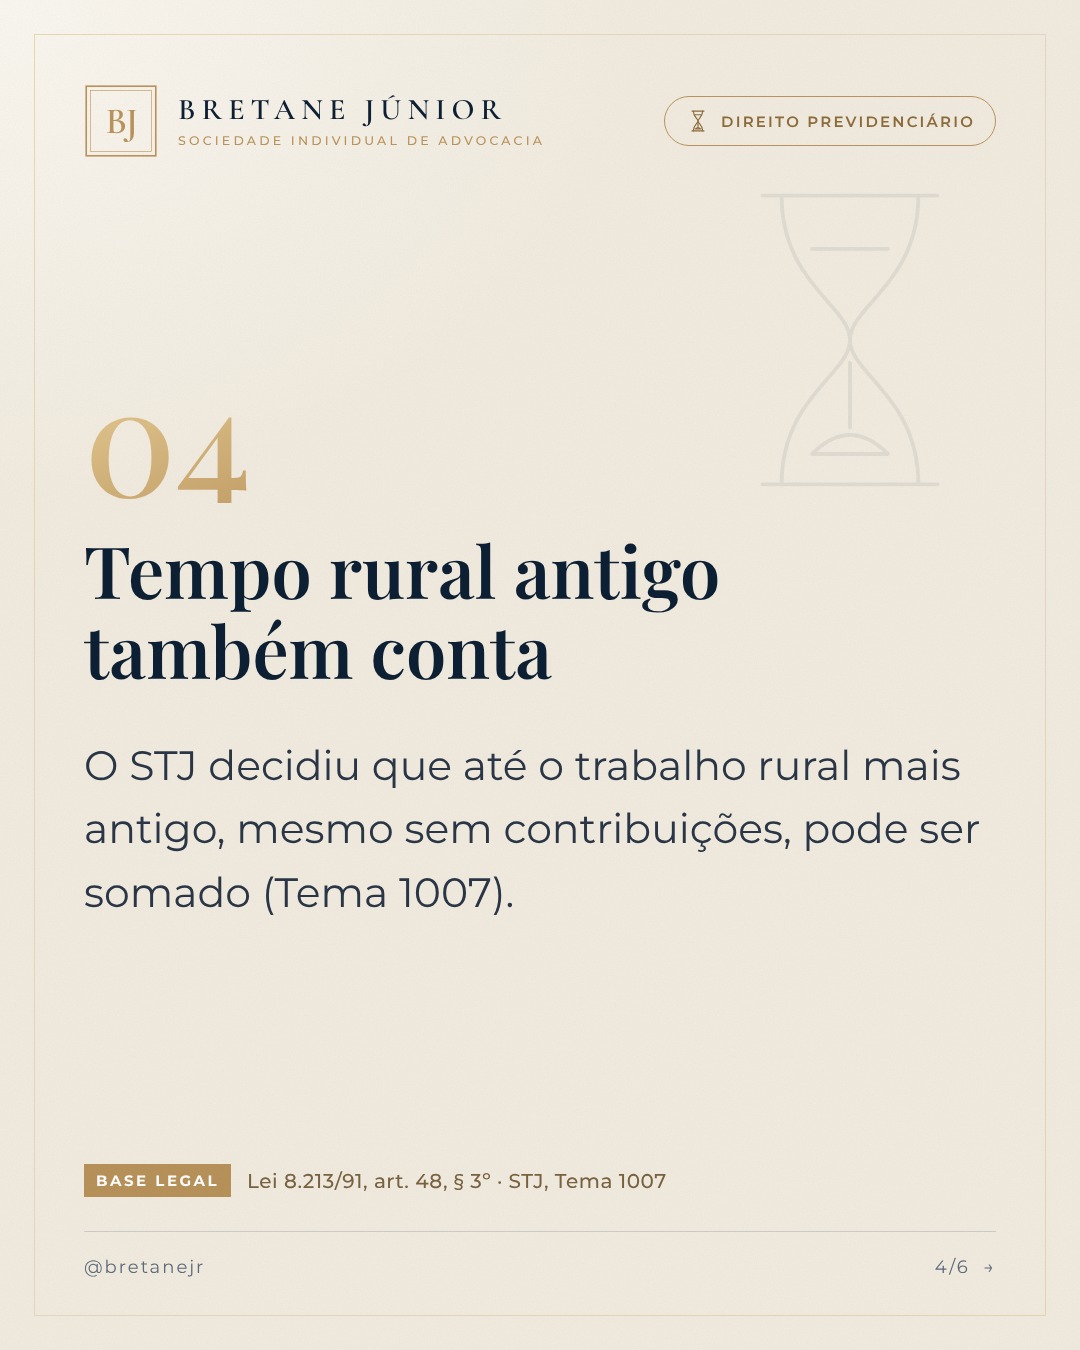 BJ
BRETANE JÚNIOR
SOCIEDADE INDIVIDUAL DE ADVOCACIA
DIREITO PREVIDENCIÁRIO
04
Tempo rural antigo
também conta
O STJ decidiu que até o trabalho rural mais
antigo, mesmo sem contribuições, pode ser
somado (Tema 1007).
BASE LEGAL Lei 8.213/91, art. 48, § 3º · STJ, Tema 1007
@bretanejr
4/6 →